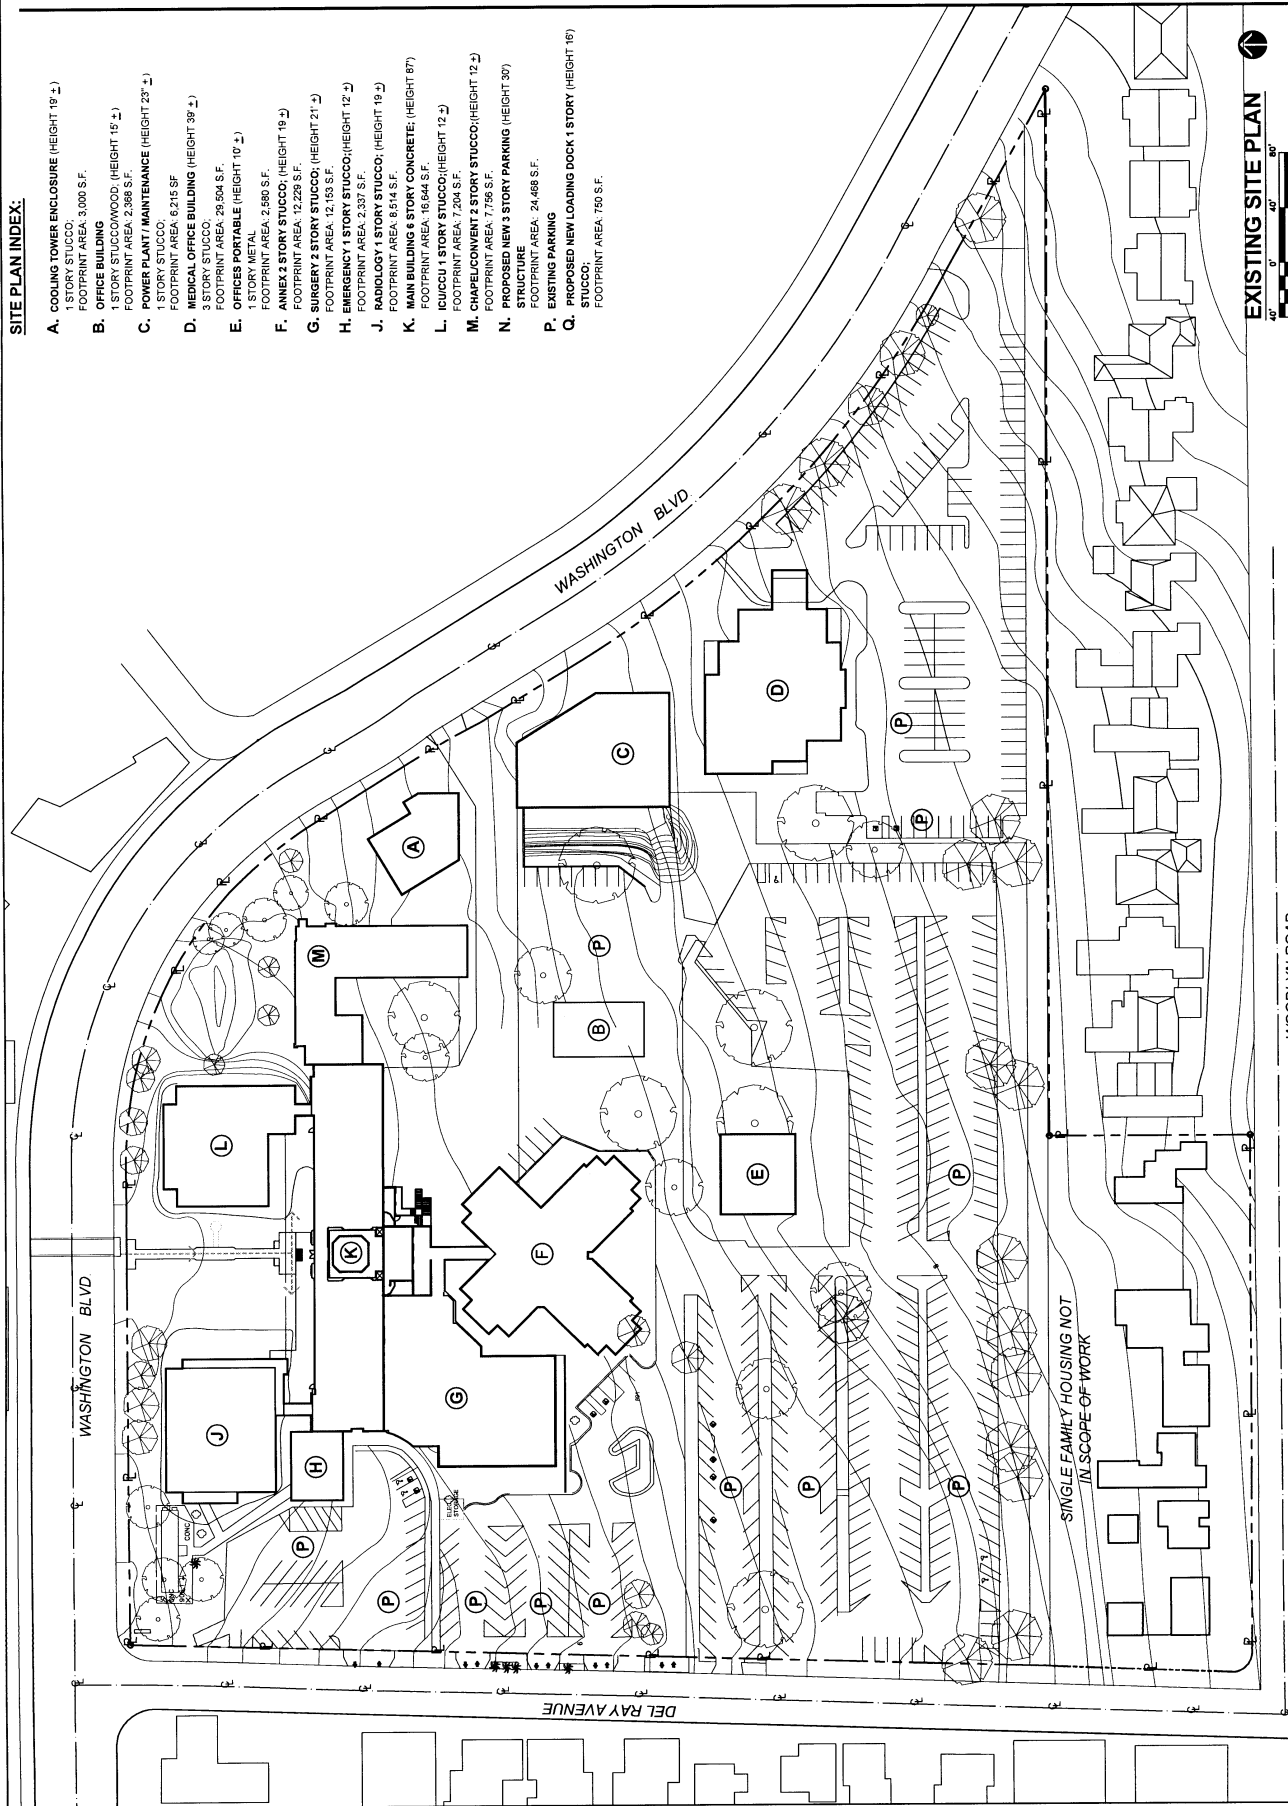 SITE PLAN INDEX:
A. COOLING TOWER ENCLOSURE (HEIGHT 19' ±)
1 STORY STUCCO;
FOOTPRINT AREA: 3,000 S.F.
B. OFFICE BUILDING
1 STORY STUCCO/WOOD; (HEIGHT 15' ±)
FOOTPRINT AREA: 2,368 S.F.
C. POWER PLANT / MAINTENANCE (HEIGHT 23" ±)
1 STORY STUCCO;
FOOTPRINT AREA: 6,215 SF
D. MEDICAL OFFICE BUILDING (HEIGHT 39' ±)
3 STORY STUCCO;
FOOTPRINT AREA: 29,504 S.F.
E. OFFICES PORTABLE (HEIGHT 10' ±)
1 STORY METAL
FOOTPRINT AREA: 2,580 S.F.
F. ANNEX 2 STORY STUCCO; (HEIGHT 19 ±)
FOOTPRINT AREA: 12,229 S.F.
G. SURGERY 2 STORY STUCCO; (HEIGHT 21' ±)
FOOTPRINT AREA: 12,153 S.F.
H. EMERGENCY 1 STORY STUCCO;(HEIGHT 12' ±)
FOOTPRINT AREA: 2,337 S.F.
J. RADIOLOGY 1 STORY STUCCO; (HEIGHT 19 ±)
FOOTPRINT AREA: 8,514 S.F.
K. MAIN BUILDING 6 STORY CONCRETE; (HEIGHT 87')
FOOTPRINT AREA: 16,644 S.F.
L. ICU/CCU 1 STORY STUCCO;(HEIGHT 12 ±)
FOOTPRINT AREA: 7,204 S.F.
M. CHAPEL/CONVENT 2 STORY STUCCO;(HEIGHT 12 ±)
FOOTPRINT AREA: 7,756 S.F.
N. PROPOSED NEW 3 STORY PARKING (HEIGHT 30')
STRUCTURE
FOOTPRINT AREA: 24,468 S.F.
P. EXISTING PARKING
Q. PROPOSED NEW LOADING DOCK 1 STORY (HEIGHT 16')
STUCCO;
FOOTPRINT AREA: 750 S.F.
WASHINGTON BLVD
WASHINGTON BLVD
DEL RAY AVENUE
A
B
C
D
E
F
G
H
J
K
L
M
P
P
P
P
P
P
P
P
P
P
P
P
CONC
ELEC
STORAGE
SINGLE FAMILY HOUSING NOT
IN SCOPE OF WORK
EXISTING SITE PLAN
40' 0' 40' 80'